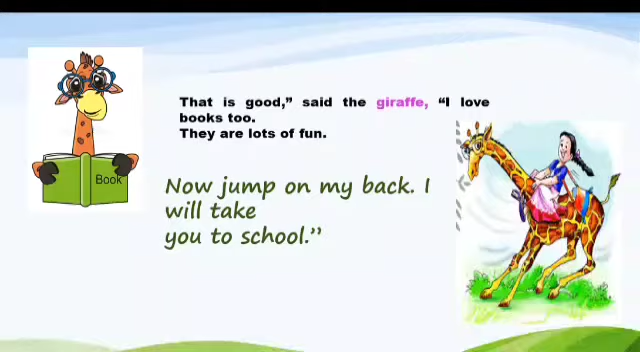 That is good,” said the giraffe, “I love
books too.
They are lots of fun.
Book
Now jump on my back. I
will take
you to school.”